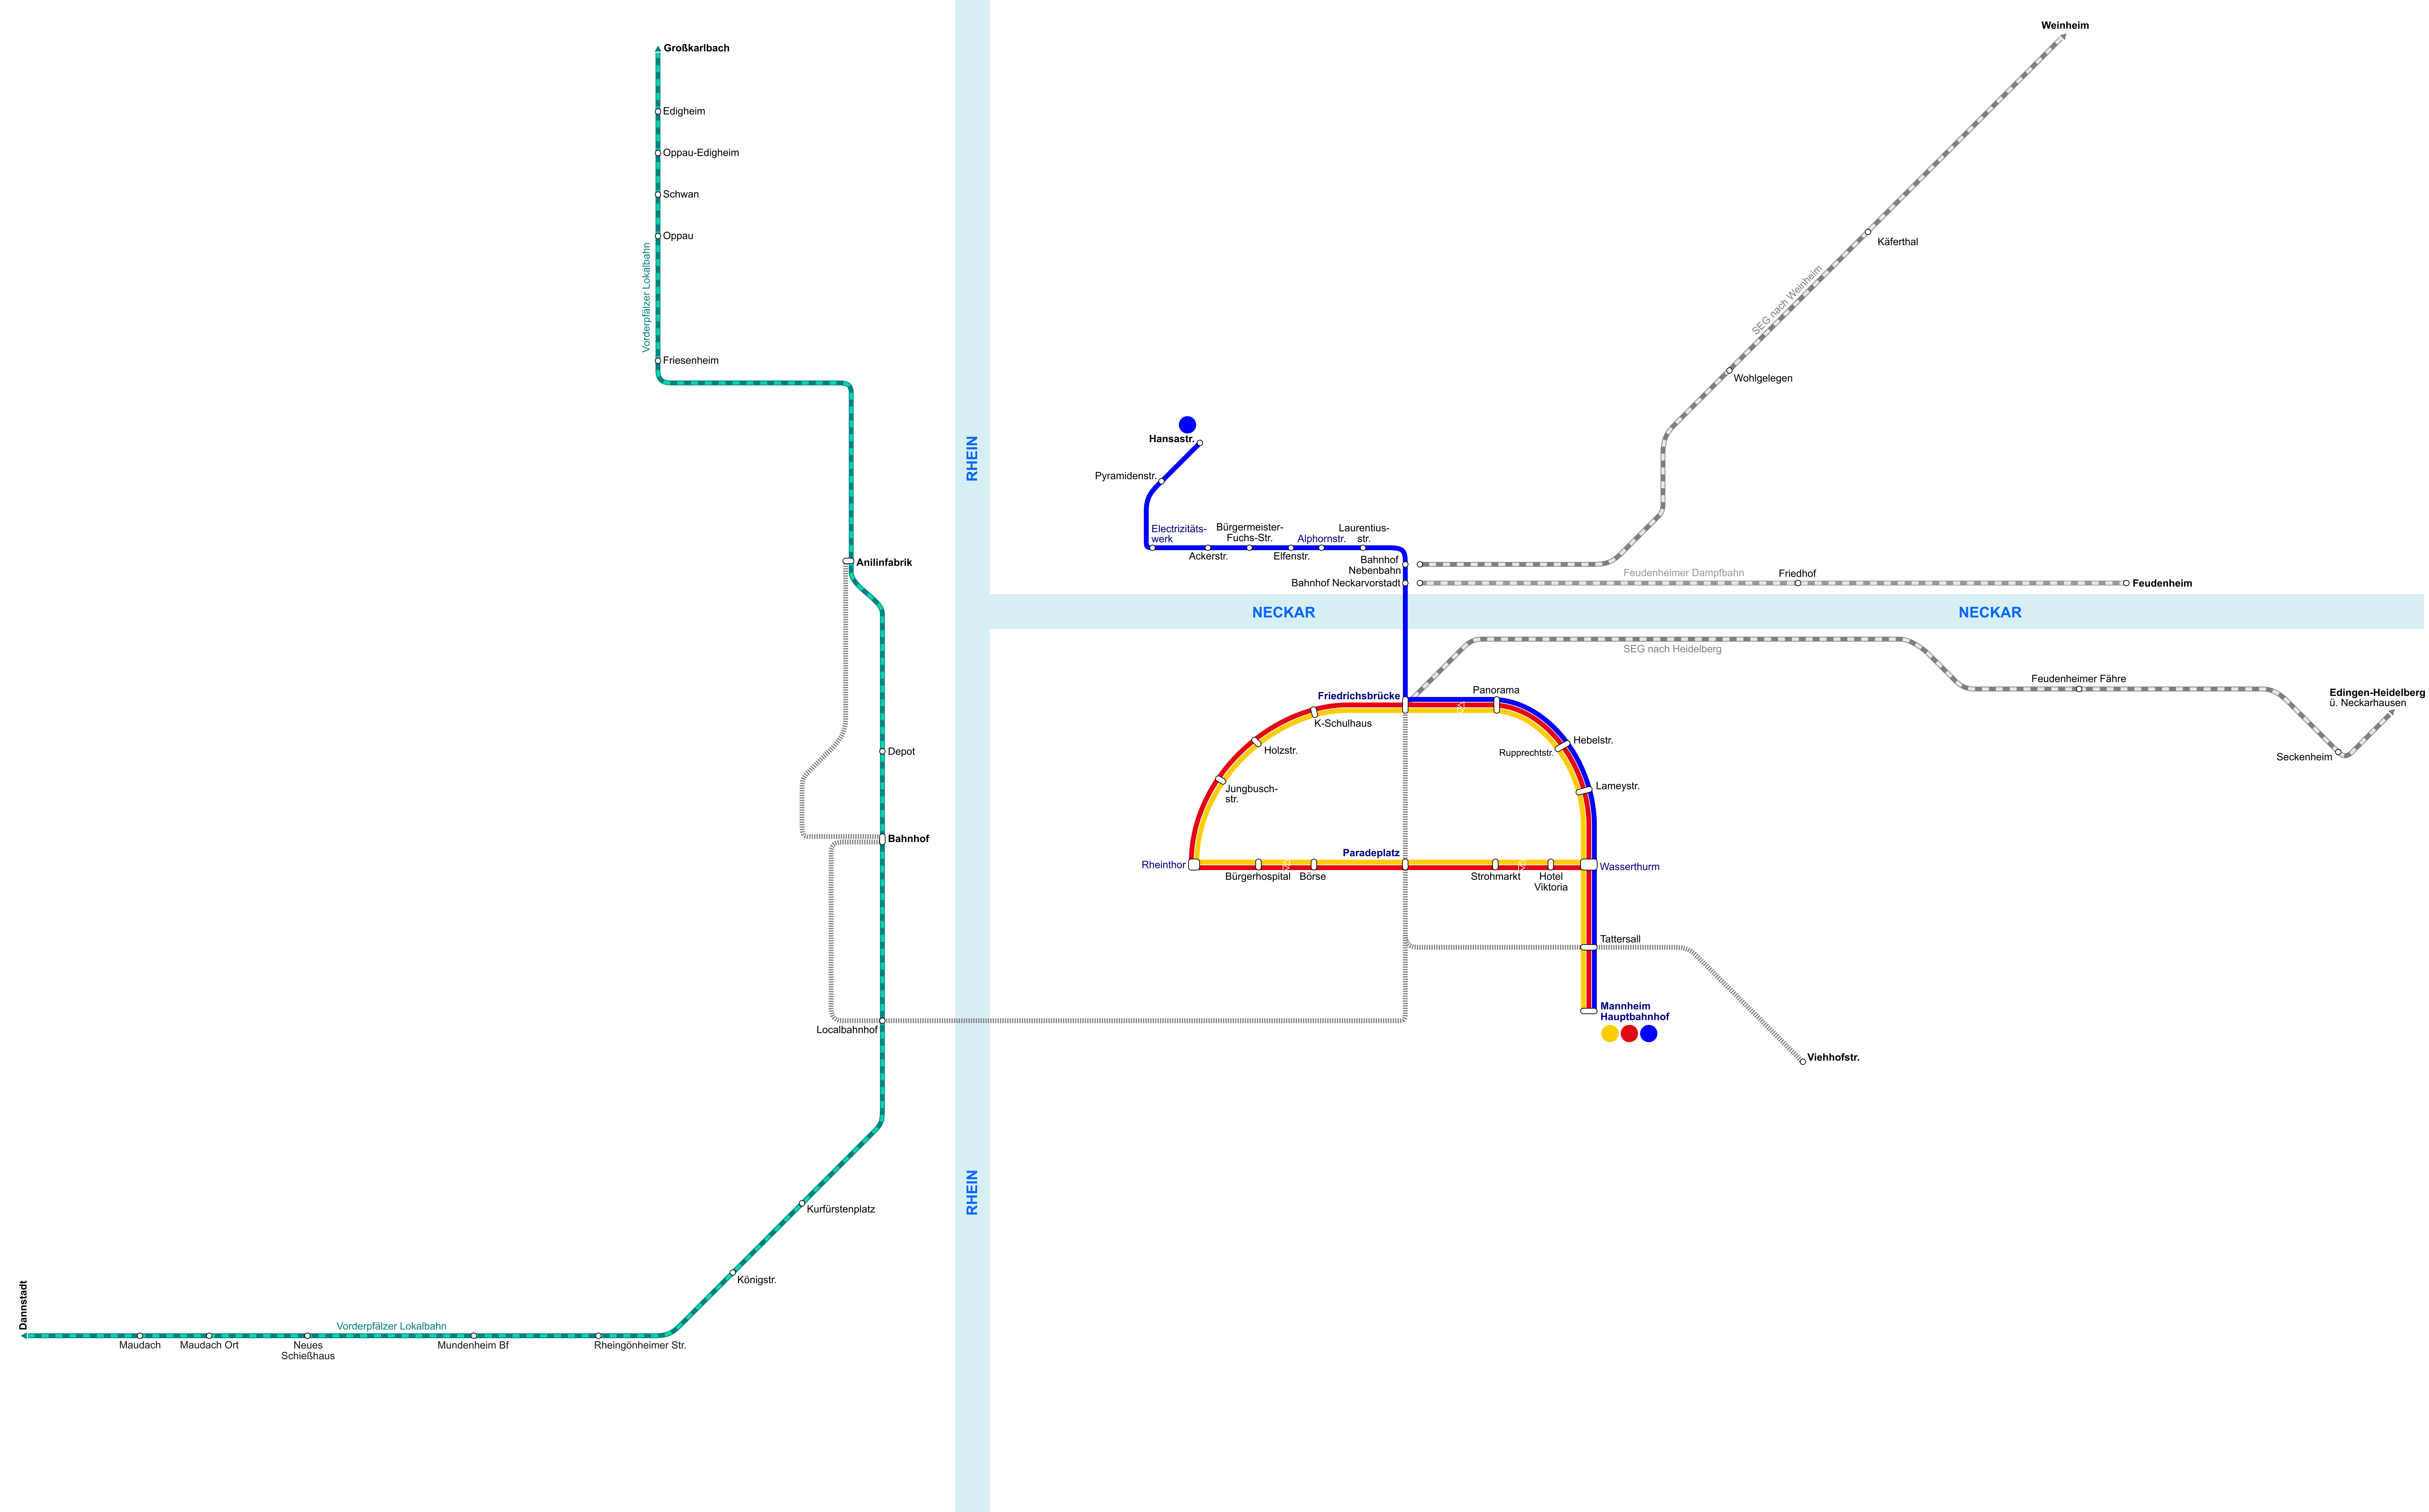 Weinheim
Großkarlbach
Edigheim
Oppau-Edigheim
Schwan
Oppau
Vorderpfälzer Lokalbahn
Friesenheim
Käferthal
SEG nach Weinheim
Wohlgelegen
RHEIN
Hansastr.
Pyramidenstr.
Electrizitäts-
werk
Ackerstr.
Bürgermeister-
Fuchs-Str.
Elfenstr.
Alphornstr.
Laurentius-
str.
Bahnhof
Nebenbahn
Bahnhof Neckarvorstadt
Feudenheimer Dampfbahn
Friedhof
Feudenheim
Anilinfabrik
NECKAR
NECKAR
SEG nach Heidelberg
Feudenheimer Fähre
Edingen-Heidelberg
ü. Neckarhausen
Seckenheim
Friedrichsbrücke
Panorama
K-Schulhaus
Holzstr.
Jungbusch-
str.
Hebelstr.
Rupprechtstr.
Lameystr.
Depot
Bahnhof
Rheinthor
Bürgerhospital
Börse
Paradeplatz
Strohmarkt
Hotel
Viktoria
Wasserthurm
Tattersall
Mannheim
Hauptbahnhof
Viehhofstr.
Localbahnhof
RHEIN
Kurfürstenplatz
Königstr.
Dannstadt
Vorderpfälzer Lokalbahn
Maudach
Maudach Ort
Neues
Schießhaus
Mundenheim Bf
Rheingönheimer Str.